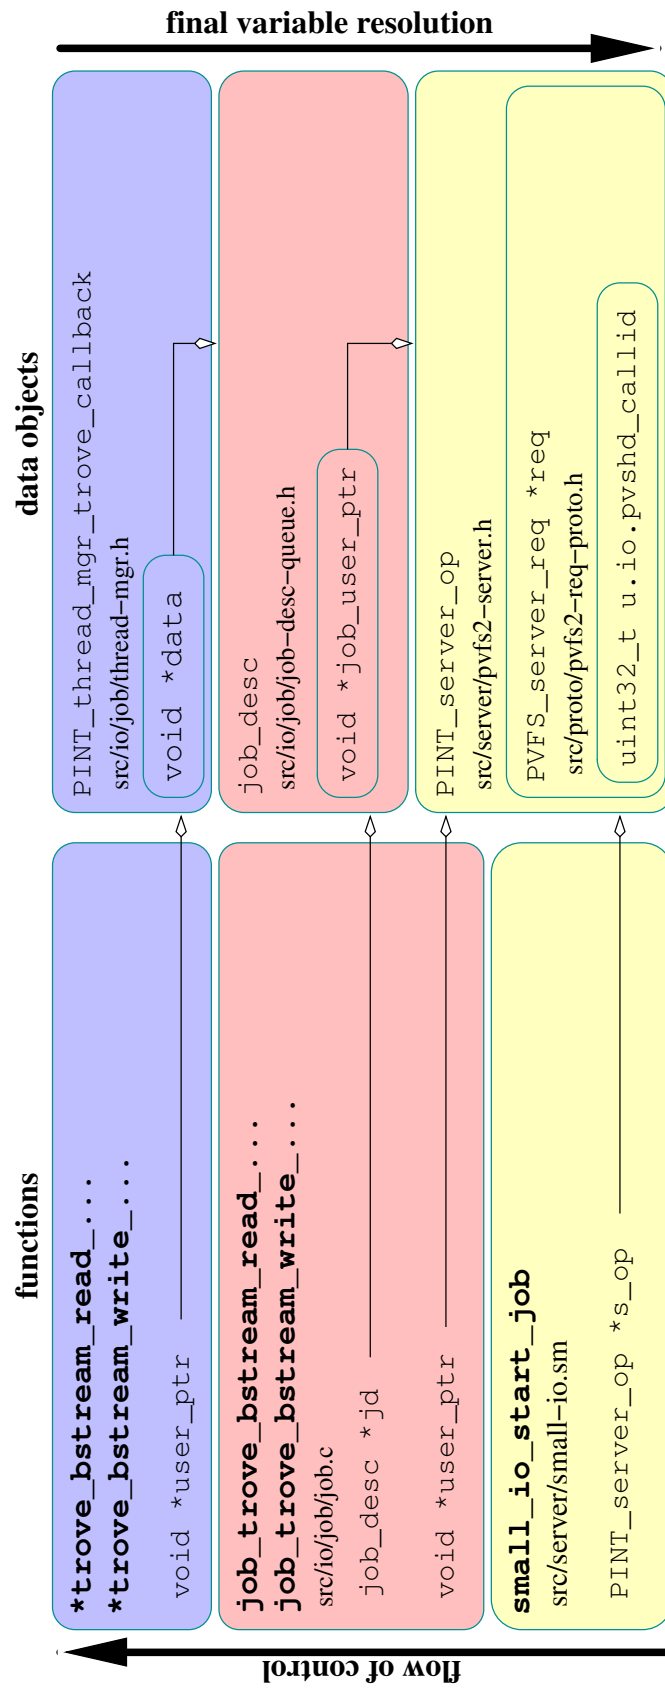 functions
data objects
*trove_bstream_read_...
*trove_bstream_write_...
void *user_ptr
PINT_thread_mgr_trove_callback
src/io/job/thread−mgr.h
void *data
job_trove_bstream_read_...
job_trove_bstream_write_...
src/io/job/job.c
job_desc *jd
void *user_ptr
job_desc
src/io/job/job−desc−queue.h
void *job_user_ptr
small_io_start_job
src/server/small−io.sm
PINT_server_op *s_op
PINT_server_op
src/server/pvfs2−server.h
PVFS_server_req *req
src/proto/pvfs2−req−proto.h
uint32_t u.io.pvshd_callid
flow of control
final variable resolution